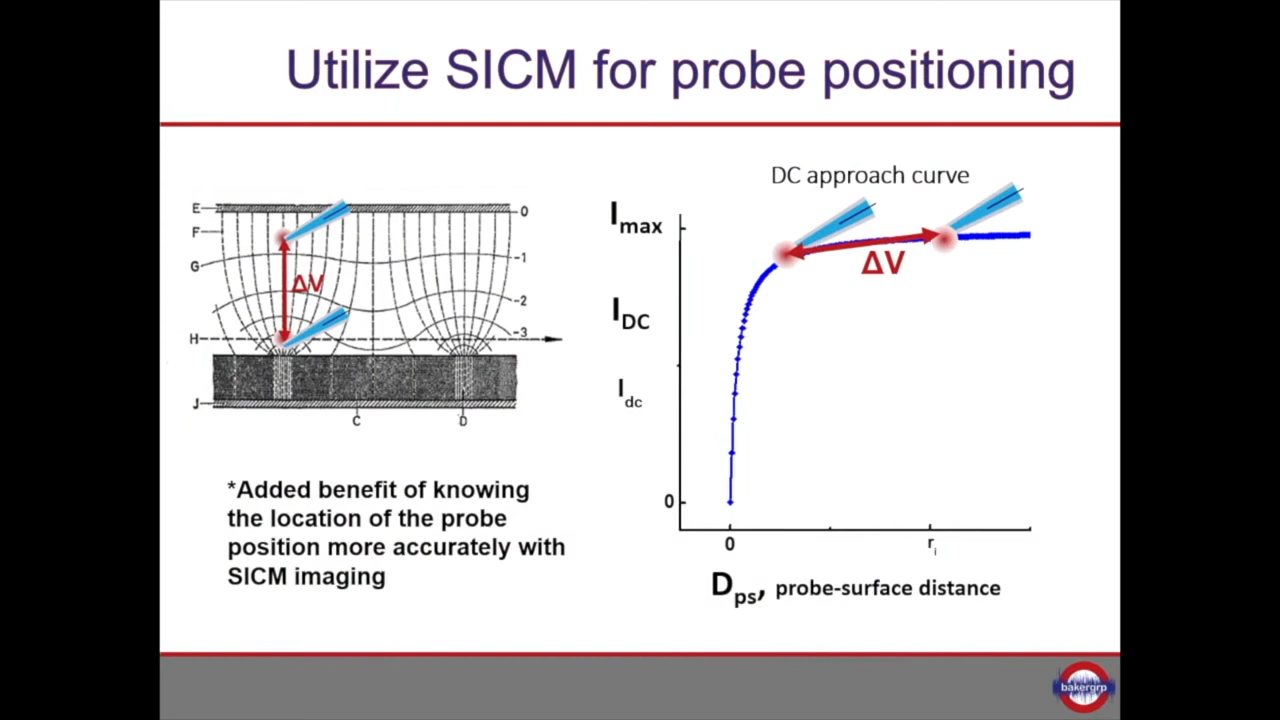 Utilize SICM for probe positioning
E
F
G
H
J
0
-1
-2
-3
ΔV
C
D
*Added benefit of knowing
the location of the probe
position more accurately with
SICM imaging
DC approach curve
Imax
IDC
Idc
0
ΔV
0
ri
Dps, probe-surface distance
bakergrp